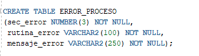 CREATE TABLE ERROR_PROCESO
(sec_error NUMBER(3) NOT NULL,
rutina_error VARCHAR2(100) NOT NULL,
mensaje_error VARCHAR2(250) NOT NULL);